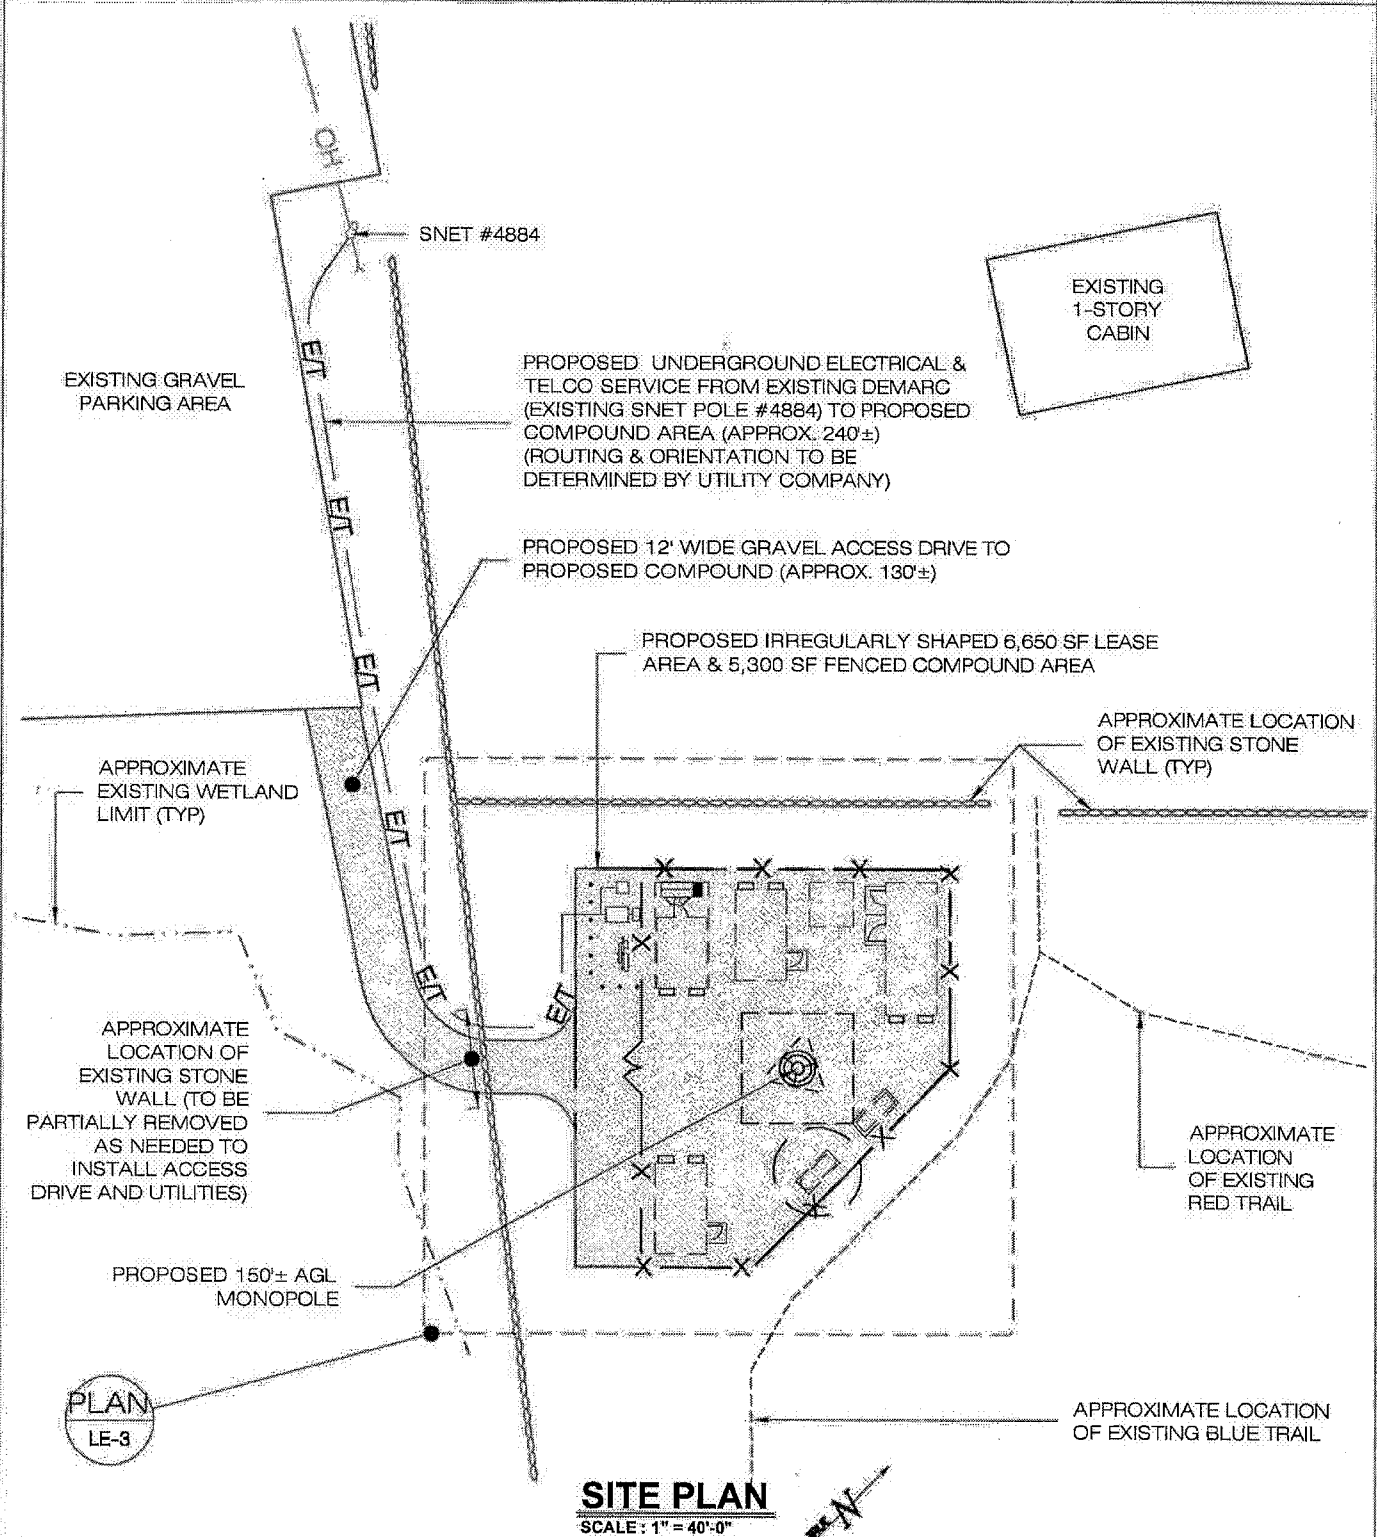 OH
SNET #4884
EXISTING
1-STORY
CABIN
EXISTING GRAVEL
PARKING AREA
E/T
PROPOSED UNDERGROUND ELECTRICAL &
TELCO SERVICE FROM EXISTING DEMARC
(EXISTING SNET POLE #4884) TO PROPOSED
COMPOUND AREA (APPROX. 240'±)
(ROUTING & ORIENTATION TO BE
DETERMINED BY UTILITY COMPANY)
E/T
PROPOSED 12' WIDE GRAVEL ACCESS DRIVE TO
PROPOSED COMPOUND (APPROX. 130'±)
E/T
PROPOSED IRREGULARLY SHAPED 6,650 SF LEASE
AREA & 5,300 SF FENCED COMPOUND AREA
APPROXIMATE LOCATION
OF EXISTING STONE
WALL (TYP)
APPROXIMATE
EXISTING WETLAND
LIMIT (TYP)
E/T
E/T
E/T
APPROXIMATE
LOCATION OF
EXISTING STONE
WALL (TO BE
PARTIALLY REMOVED
AS NEEDED TO
INSTALL ACCESS
DRIVE AND UTILITIES)
APPROXIMATE
LOCATION
OF EXISTING
RED TRAIL
PROPOSED 150'± AGL
MONOPOLE
PLAN
LE-3
APPROXIMATE LOCATION
OF EXISTING BLUE TRAIL
SITE PLAN
SCALE : 1" = 40'-0"
TRUE N